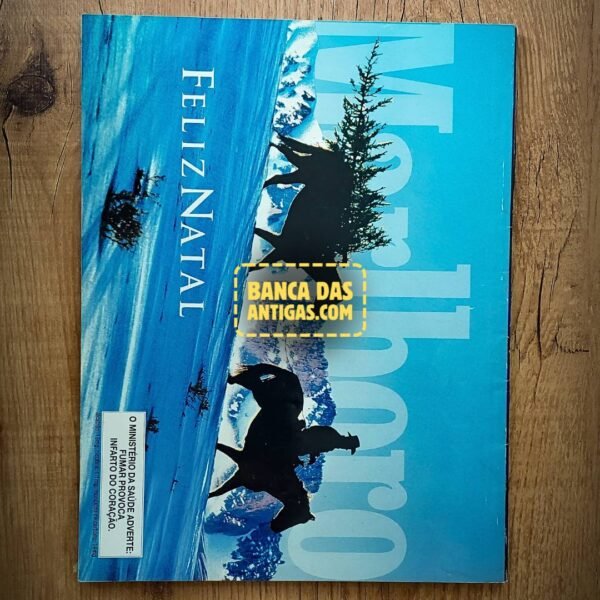 Marlboro
FELIZ NATAL
O MINISTÉRIO DA SAÚDE ADVERTE:
FUMAR PROVOCA
INFARTO DO CORAÇÃO.
BANCA DAS
ANTIGAS.COM